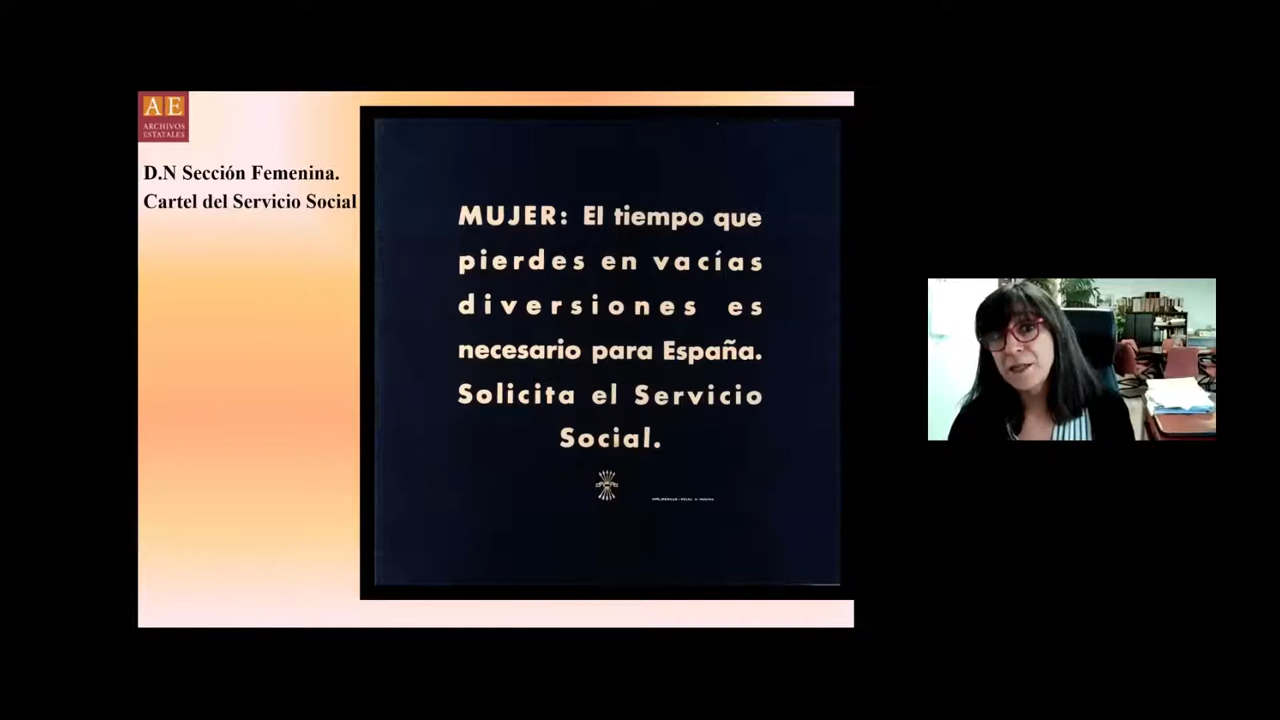 AE
ARCHIVOS
ESTATALES
D.N Sección Femenina.
Cartel del Servicio Social
MUJER: El tiempo que
pierdes en vacías
diversiones es
necesario para España.
Solicita el Servicio
Social.